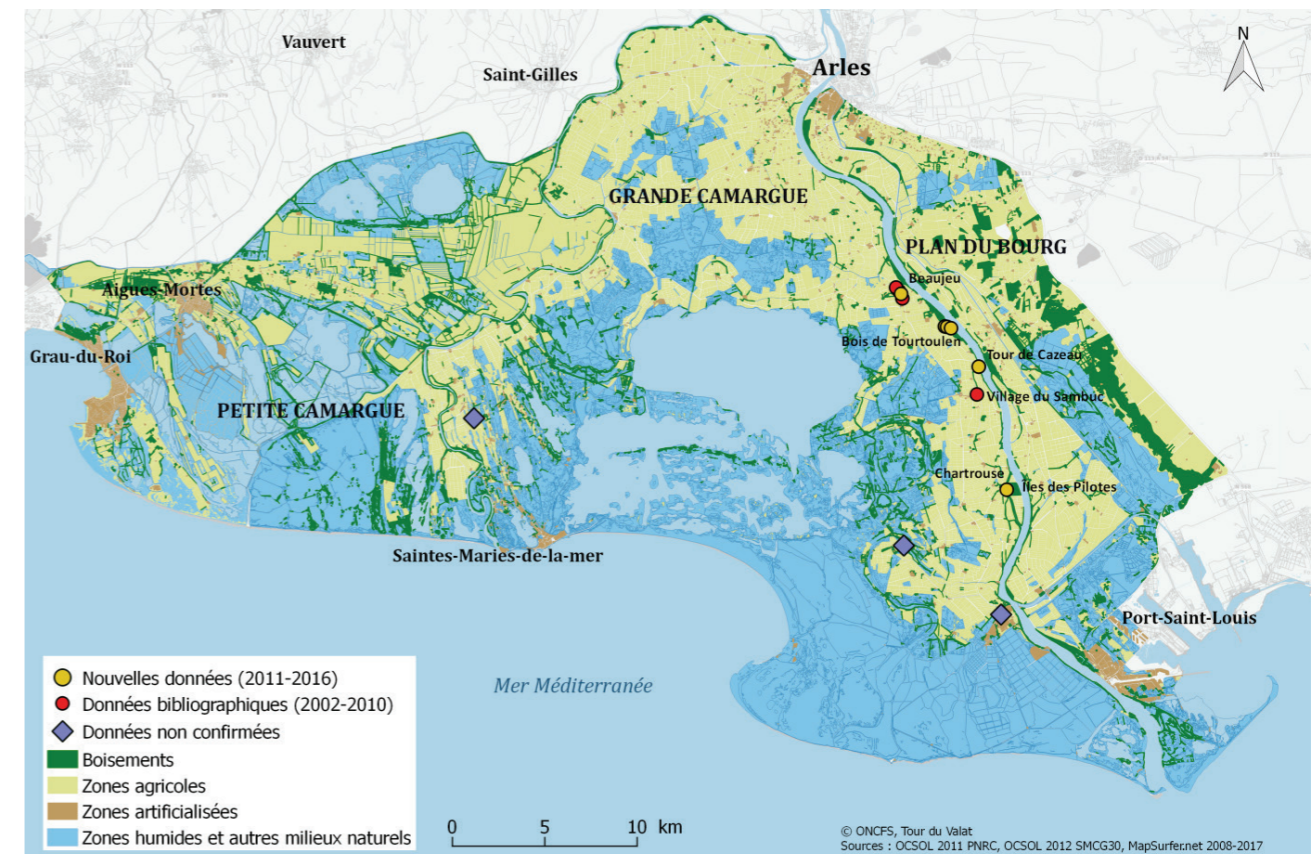 Vauvert
Saint-Gilles
Arles
N
GRANDE CAMARGUE
PLAN DU BOURG
Beaujeu
Aigues-Mortes
Bois de Tourtoulen
Grau-du-Roi
Tour de Cazeau
PETITE CAMARGUE
Village du Sambuc
Chartrouse
Îles des Pilotes
Saintes-Maries-de-la-mer
Port-Saint-Louis
Mer Méditerranée
Nouvelles données (2011-2016)
Données bibliographiques (2002-2010)
Données non confirmées
Boisements
Zones agricoles
Zones artificialisées
Zones humides et autres milieux naturels
0 5 10 km
© ONCFS, Tour du Valat
Sources : OCSOL 2011 PNRC, OCSOL 2012 SMCG30, MapSurfer.net 2008-2017